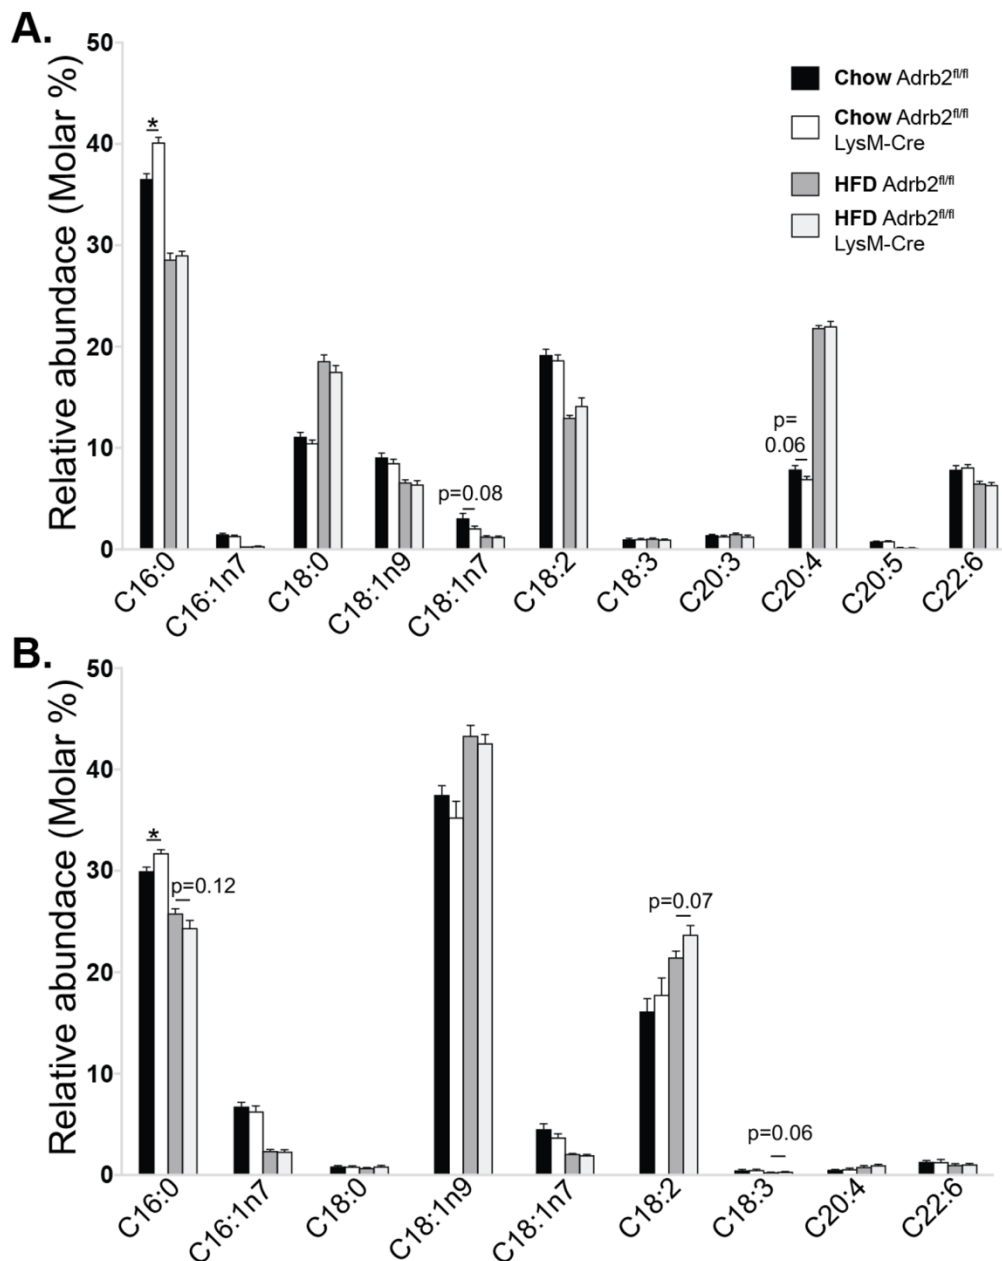 A.
Relative abundace (Molar %)
50
40
30
20
10
0
*
p=0.08
p=
0.06
Chow Adrb2fl/fl
Chow Adrb2fl/fl
LysM-Cre
HFD Adrb2fl/fl
HFD Adrb2fl/fl
LysM-Cre
C16:0
C16:1n7
C18:0
C18:1n9
C18:1n7
C18:2
C18:3
C20:3
C20:4
C20:5
C22:6
B.
Relative abundace (Molar %)
50
40
30
20
10
0
*
p=0.12
p=0.07
p=0.06
C16:0
C16:1n7
C18:0
C18:1n9
C18:1n7
C18:2
C18:3
C20:4
C22:6